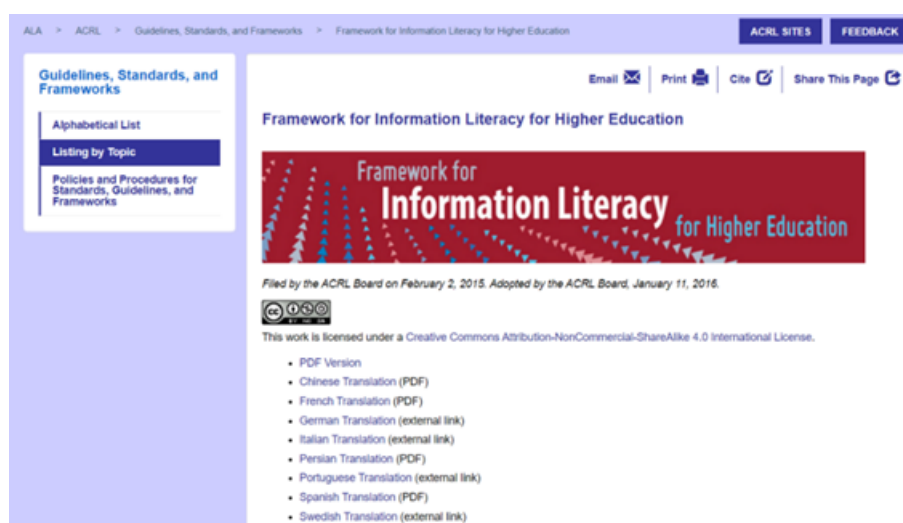 ALA > ACRL > Guidelines, Standards, and Frameworks > Framework for Information Literacy for Higher Education
ACRL SITES
FEEDBACK
Guidelines, Standards, and
Frameworks
Alphabetical List
Listing by Topic
Policies and Procedures for
Standards, Guidelines, and
Frameworks
Email
Print
Cite
Share This Page
Framework for Information Literacy for Higher Education
Framework for
Information Literacy
for Higher Education
Filed by the ACRL Board on February 2, 2015. Adopted by the ACRL Board, January 11, 2016.
cc
BY NC SA
This work is licensed under a Creative Commons Attribution-NonCommercial-ShareAlike 4.0 International License.
• PDF Version
• Chinese Translation (PDF)
• French Translation (PDF)
• German Translation (external link)
• Italian Translation (external link)
• Persian Translation (PDF)
• Portuguese Translation (external link)
• Spanish Translation (PDF)
• Swedish Translation (external link)